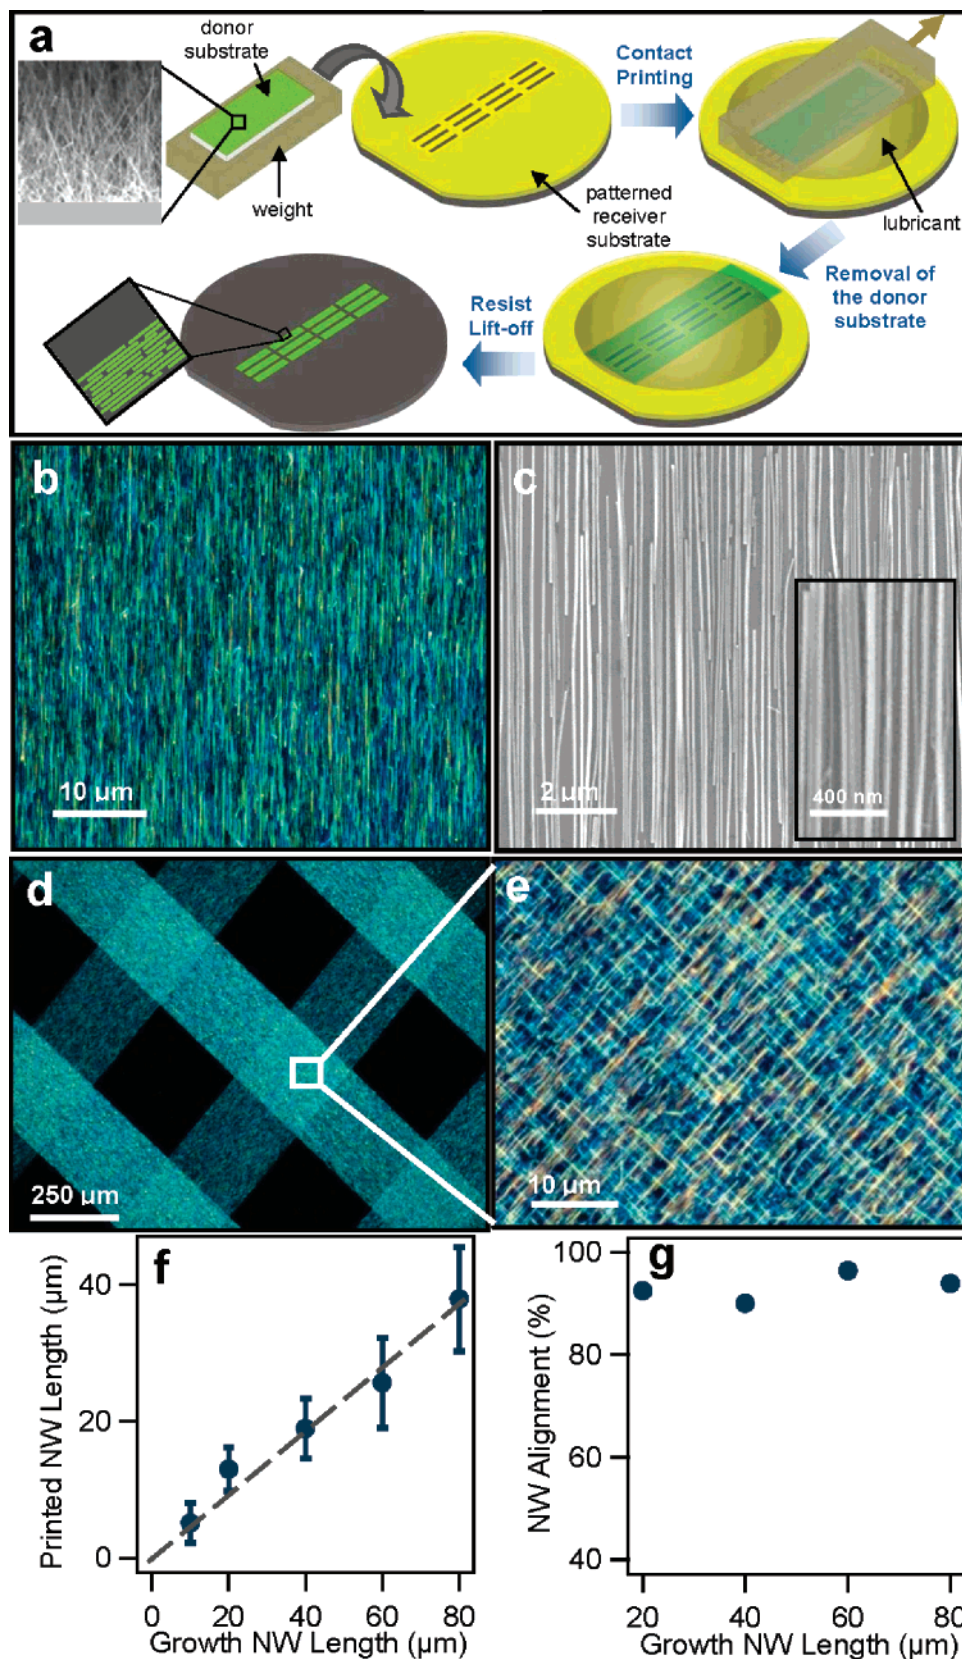 a
donor
substrate
weight
patterned
receiver
substrate
Contact
Printing
lubricant
Removal of
the donor
substrate
Resist
Lift-off
b
10 µm
c
2 µm
400 nm
d
250 µm
e
10 µm
f
Printed NW Length (µm)
40
20
0
0 20 40 60 80
Growth NW Length (µm)
g
NW Alignment (%)
100
80
60
40
20 40 60 80
Growth NW Length (µm)